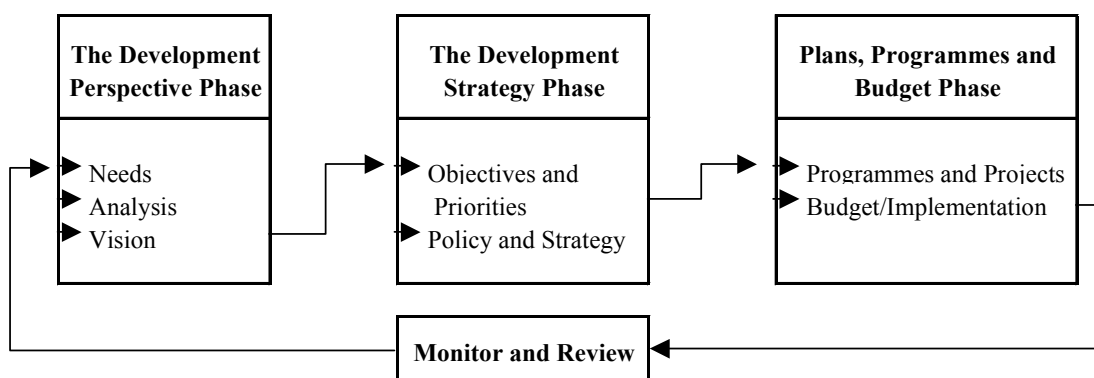 The Development
Perspective Phase
Needs
Analysis
Vision
The Development
Strategy Phase
Objectives and
Priorities
Policy and Strategy
Plans, Programmes and
Budget Phase
Programmes and Projects
Budget/Implementation
Monitor and Review